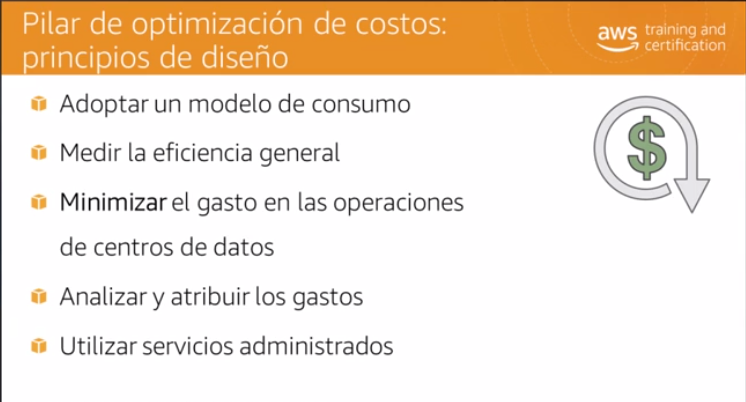 Pilar de optimización de costos:
principios de diseño
aws training and
certification
Adoptar un modelo de consumo
Medir la eficiencia general
Minimizar el gasto en las operaciones
de centros de datos
Analizar y atribuir los gastos
Utilizar servicios administrados
$